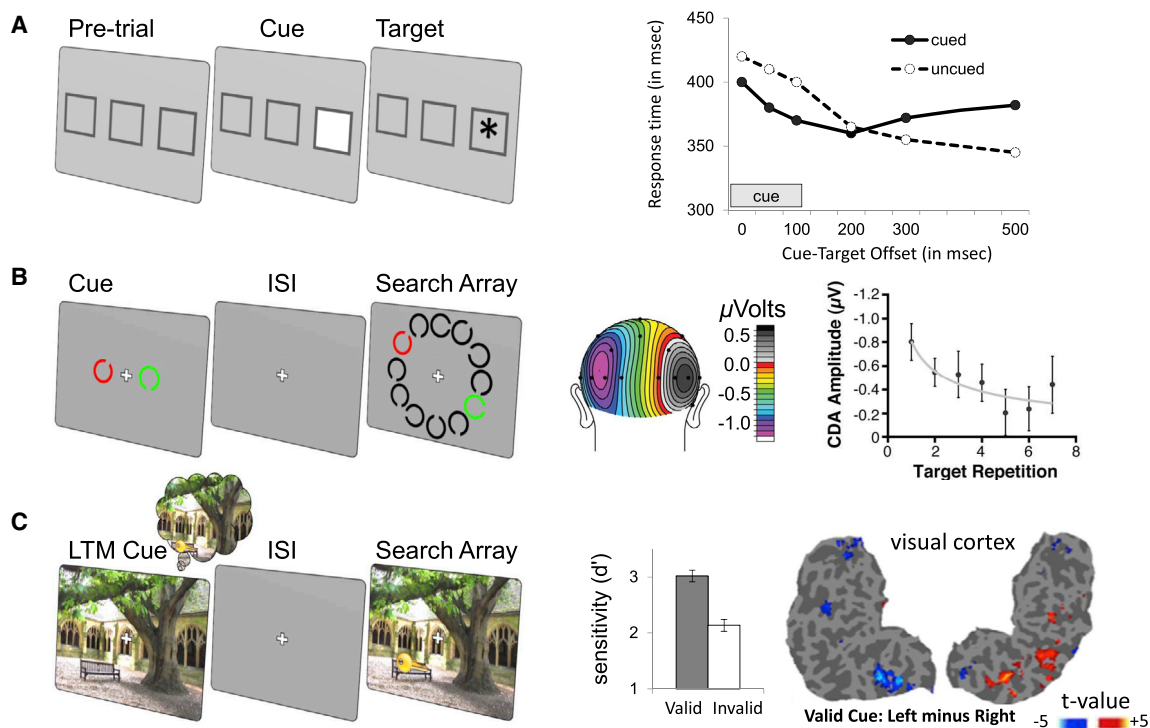 A
Pre-trial
Cue
Target
*
450
400
350
300
Response time (in msec)
cued
uncued
cue
0
100
200
300
500
Cue-Target Offset (in msec)
B
Cue
ISI
Search Array
µVolts
0.5
0.0
-0.5
-1.0
CDA Amplitude (µV)
-1.2
-1.0
-0.8
-0.6
-0.4
-0.2
0
0
2
4
6
8
Target Repetition
C
LTM Cue
ISI
Search Array
sensitivity (d')
3
2
1
Valid
Invalid
visual cortex
Valid Cue: Left minus Right
t-value
-5
+5